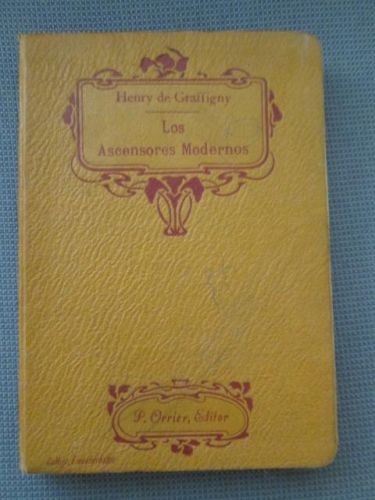 Henry de Graffigny
Los
Ascensores Modernos
P. Orrier, Editor